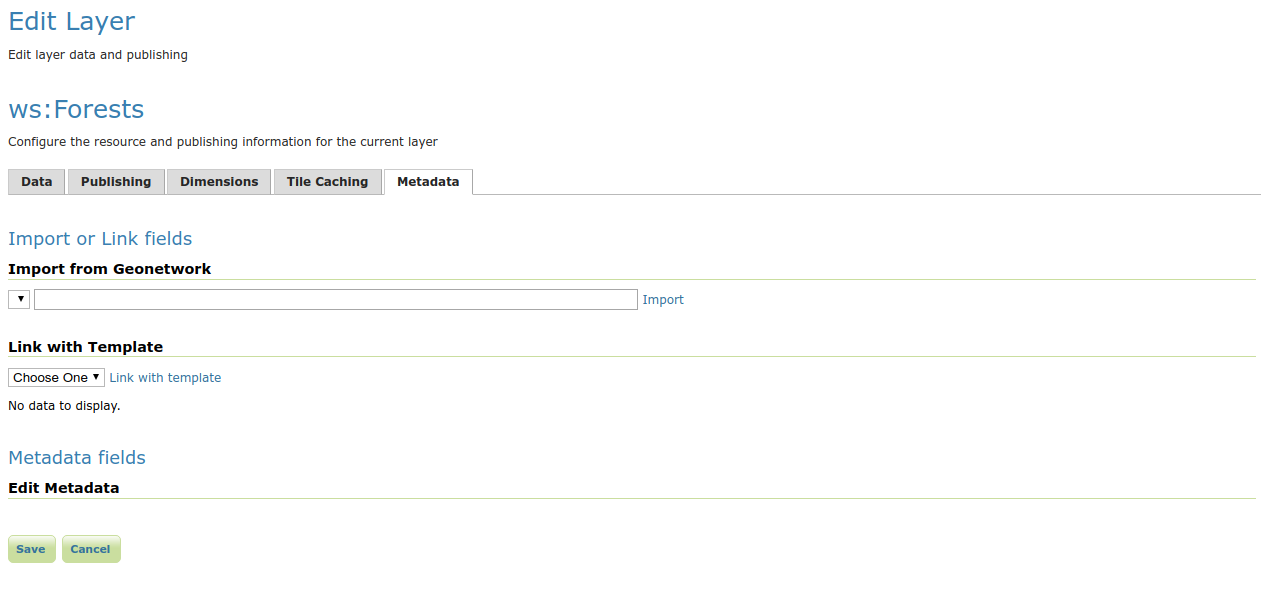 Edit Layer
Edit layer data and publishing
ws:Forests
Configure the resource and publishing information for the current layer
Data Publishing Dimensions Tile Caching Metadata
Import or Link fields
Import from Geonetwork
Import
Link with Template
Choose One Link with template
No data to display.
Metadata fields
Edit Metadata
Save Cancel